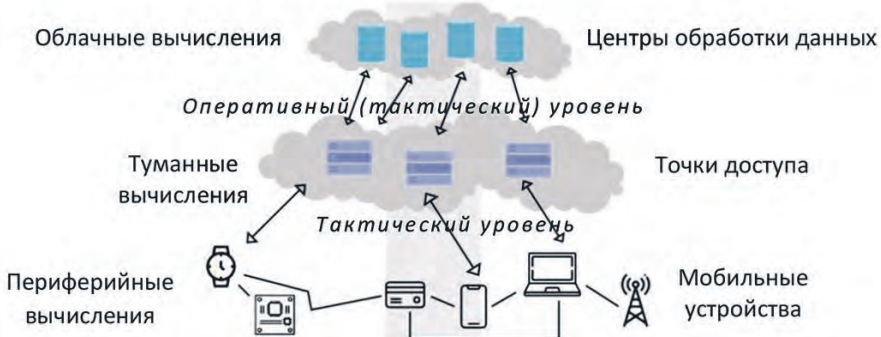 Облачные вычисления
Центры обработки данных
Оперативный (тактический) уровень
Туманные
вычисления
Точки доступа
Тактический уровень
Периферийные
вычисления
Мобильные
устройства